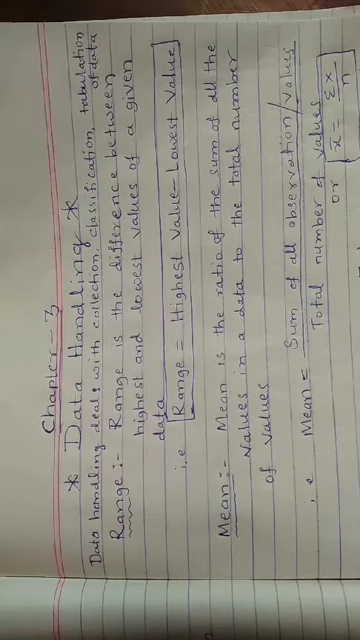 Chapter-3
* Data Handling *
Data handling deals with collection, classification, tabulation of data
Range :- Range is the difference between
highest and lowest values of a given
data
i.e Range = Highest Value - Lowest Value
Mean :- Mean is the ratio of the sum of all the
Values in a data to the total number
of values
i.e Mean = Sum of all observation/values
Total number of values
or x̄ = Σx
n